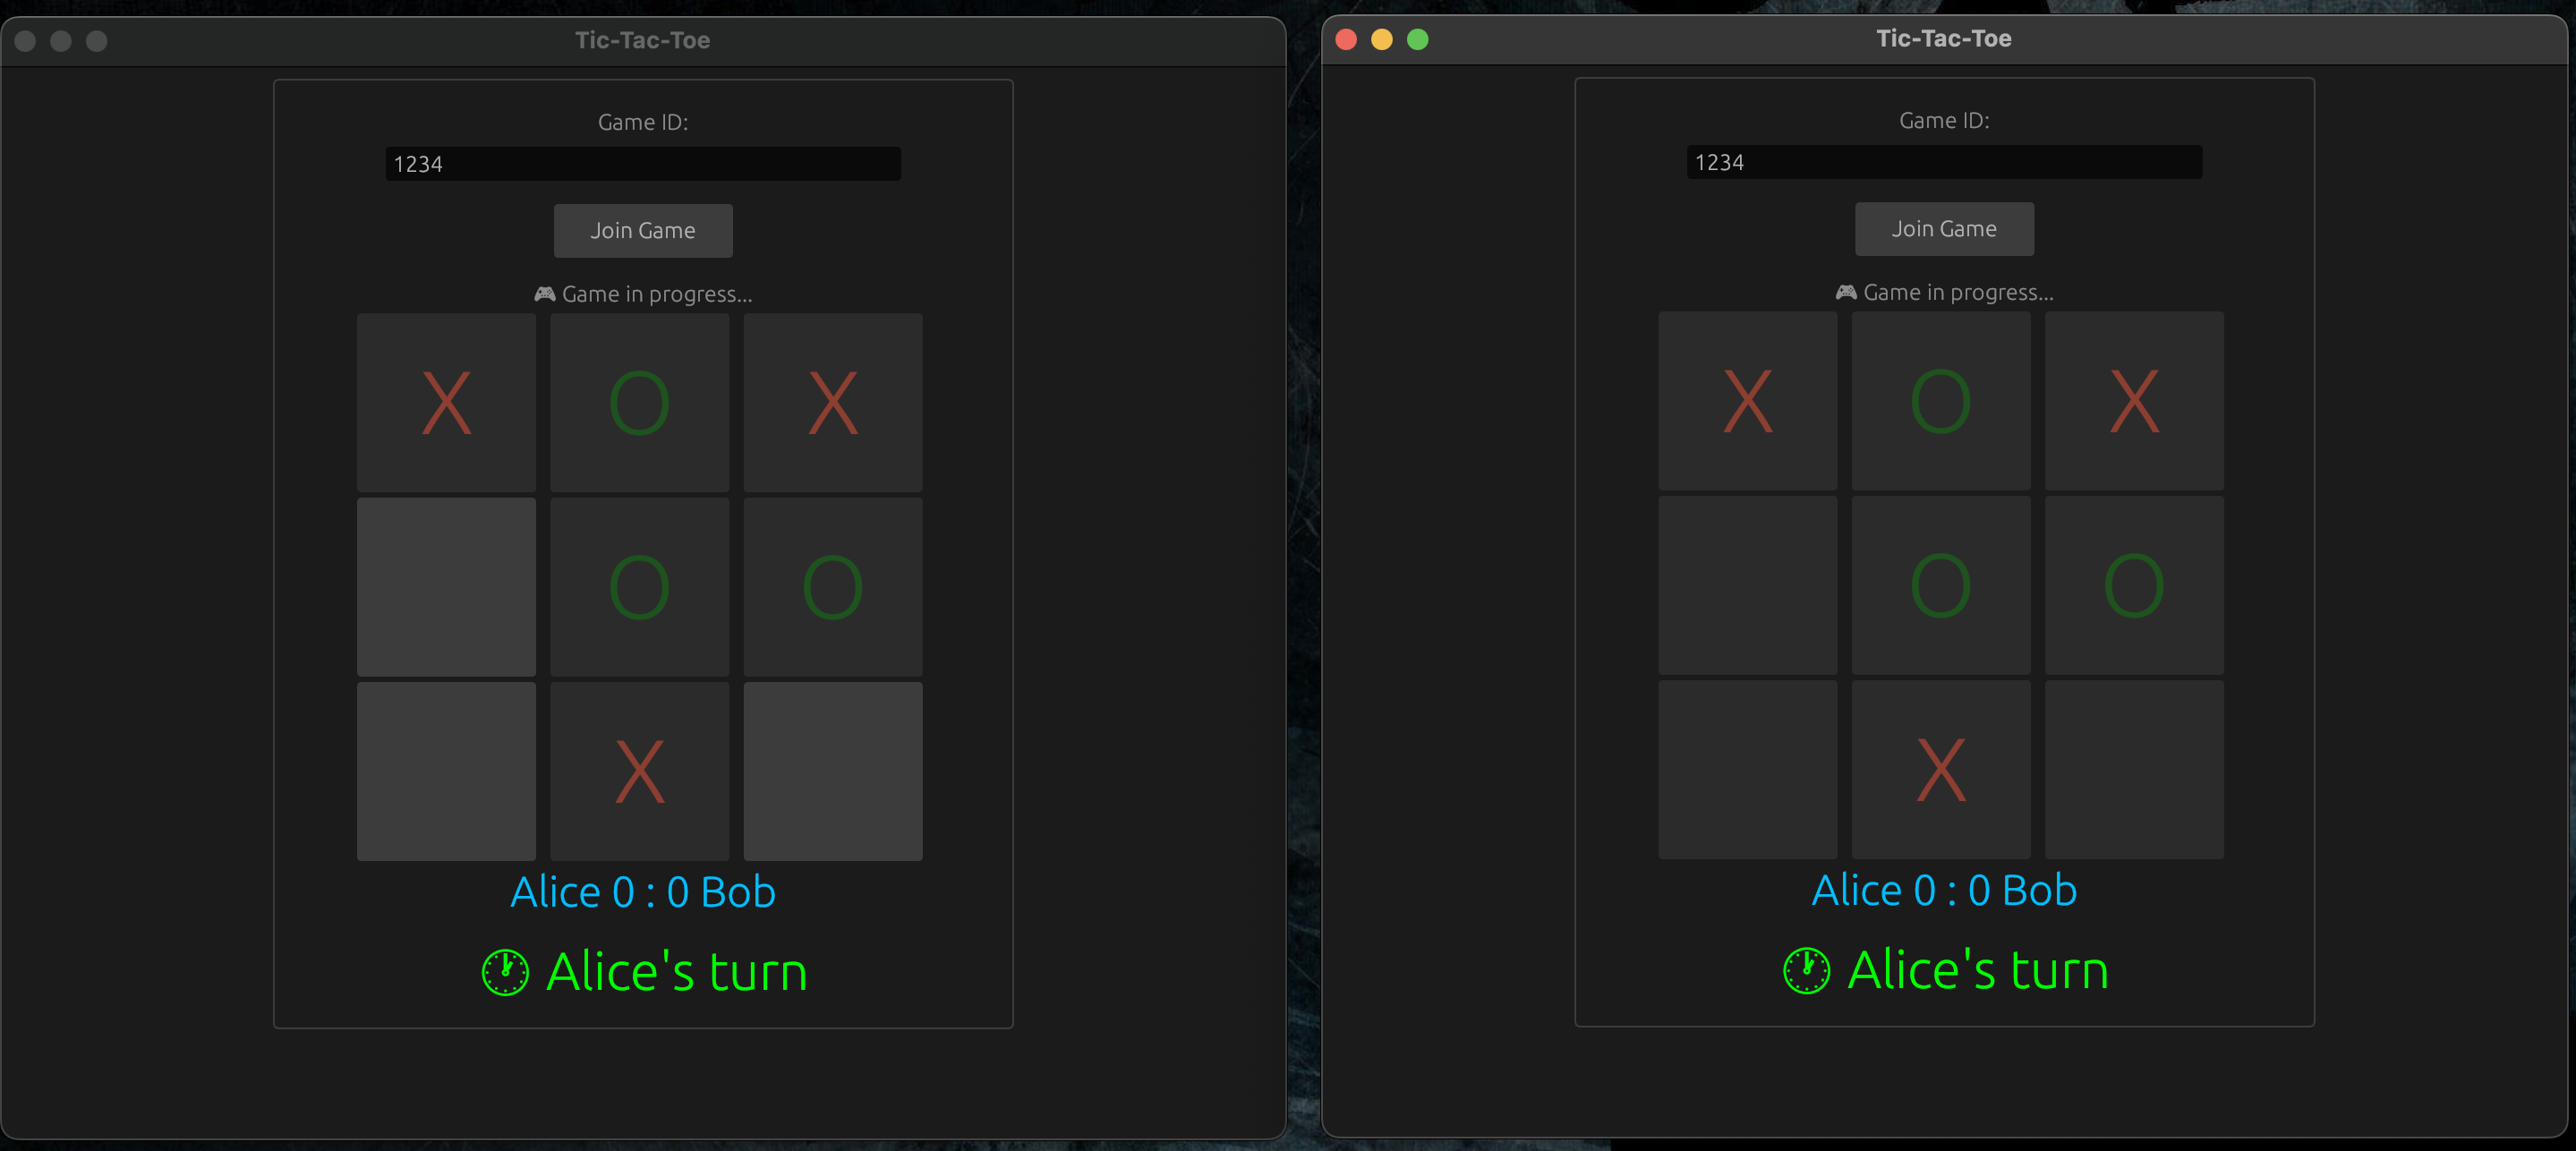 Tic-Tac-Toe
Game ID:
1234
Join Game
🎮 Game in progress...
X O X
O O
X
Alice 0 : 0 Bob
🕐 Alice's turn
Tic-Tac-Toe
Game ID:
1234
Join Game
🎮 Game in progress...
X O X
O O
X
Alice 0 : 0 Bob
🕐 Alice's turn